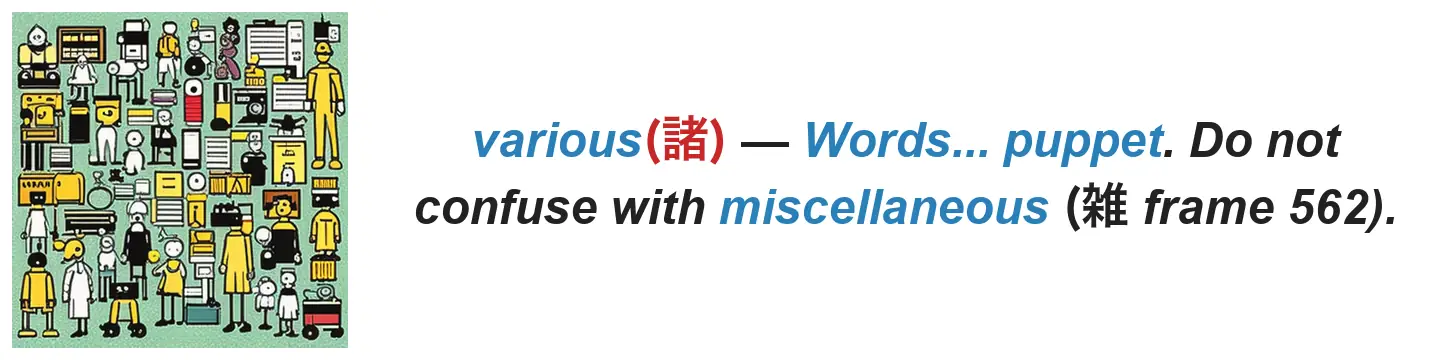 various(諸) — Words... puppet. Do not
confuse with miscellaneous (雑 frame 562).